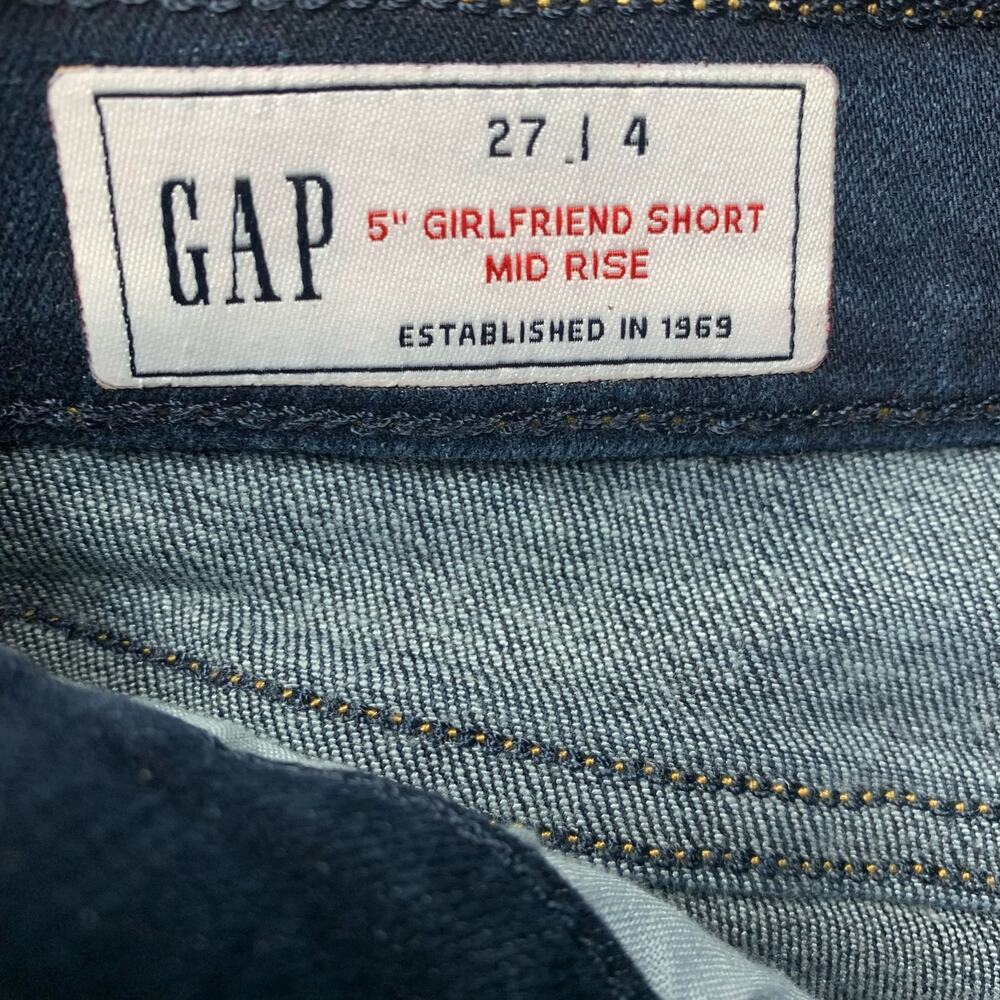 GAP
27 | 4
5" GIRLFRIEND SHORT
MID RISE
ESTABLISHED IN 1969